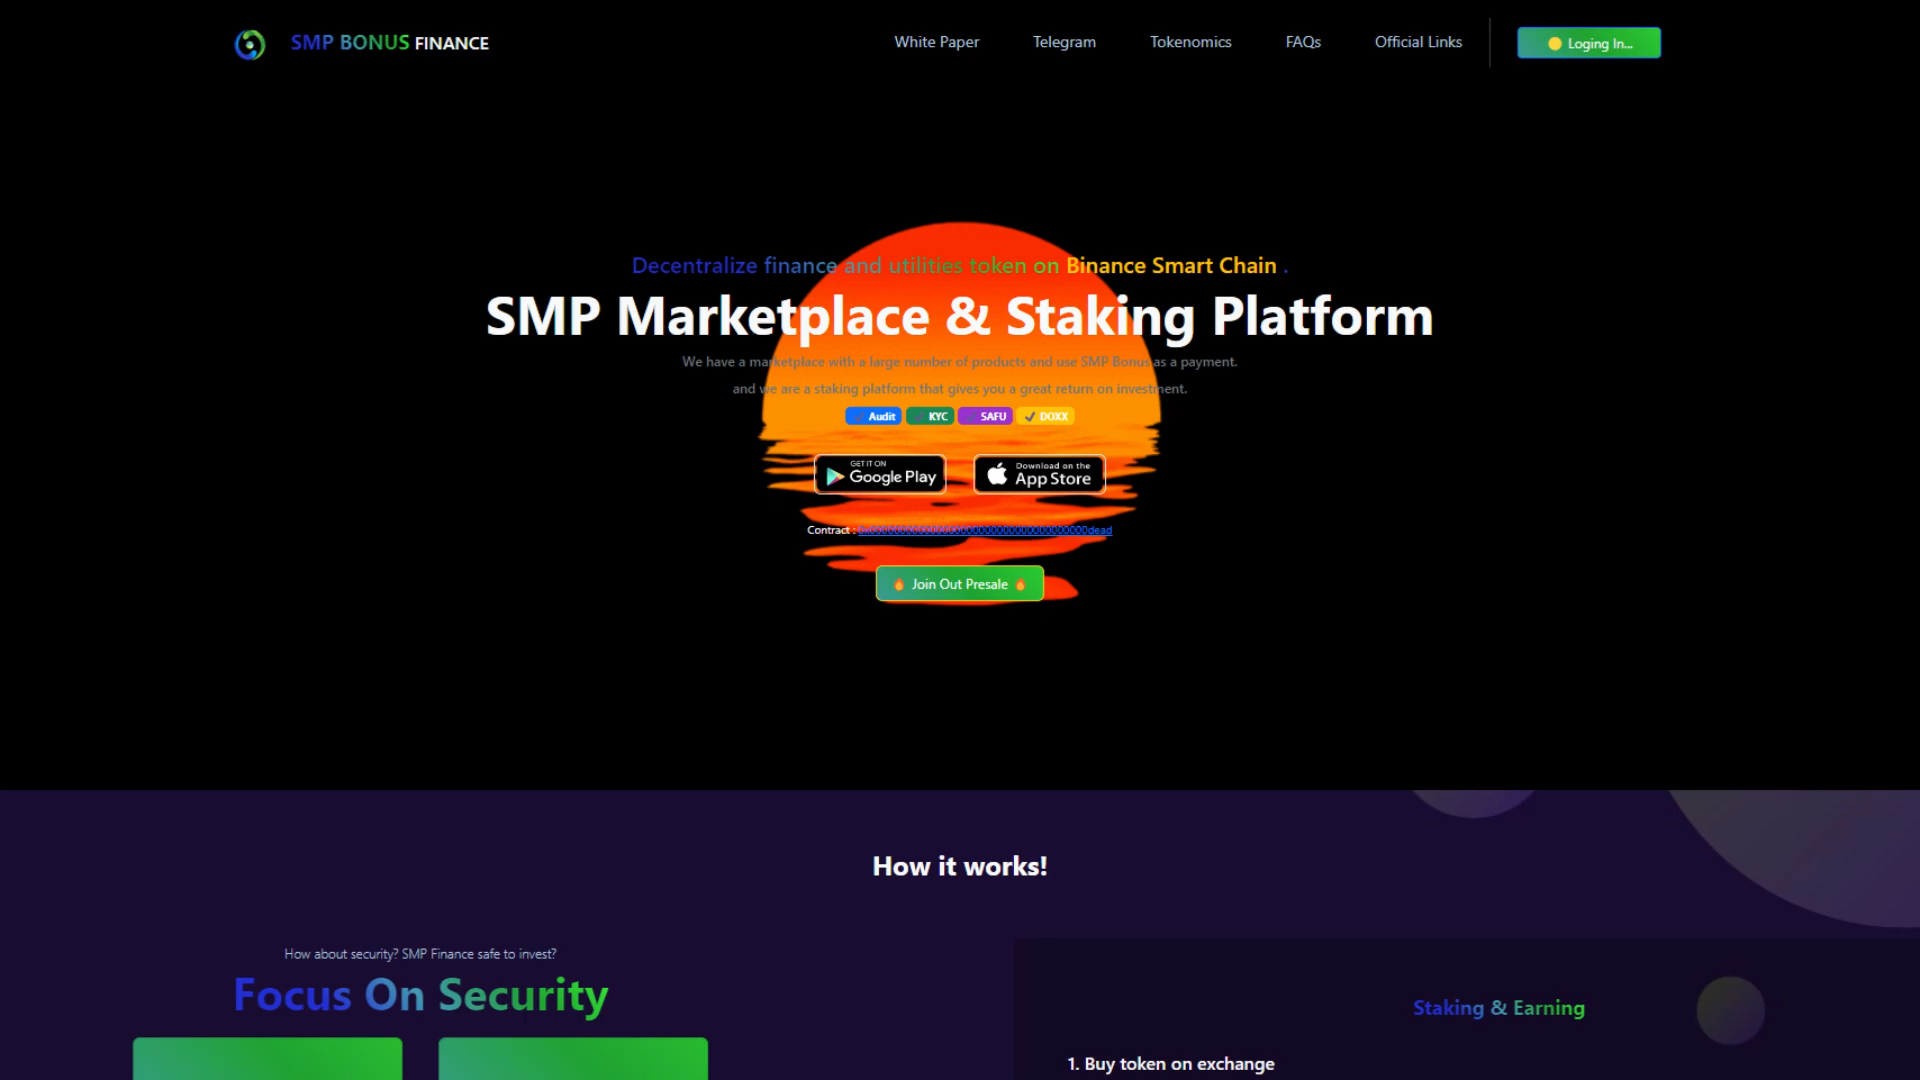 SMP BONUS FINANCE
White Paper
Telegram
Tokenomics
FAQs
Official Links
Loging In...
Decentralize finance and utilities token on Binance Smart Chain .
SMP Marketplace & Staking Platform
We have a marketplace with a large number of products and use SMP Bonus as a payment.
and we are a staking platform that gives you a great return on investment.
Audit KYC SAFU DOXX
GET IT ON
Google Play
Download on the
App Store
Contract : 0x000000000000000000000000000000000000dead
Join Out Presale
How it works!
How about security? SMP Finance safe to invest?
Focus On Security
Staking & Earning
1. Buy token on exchange